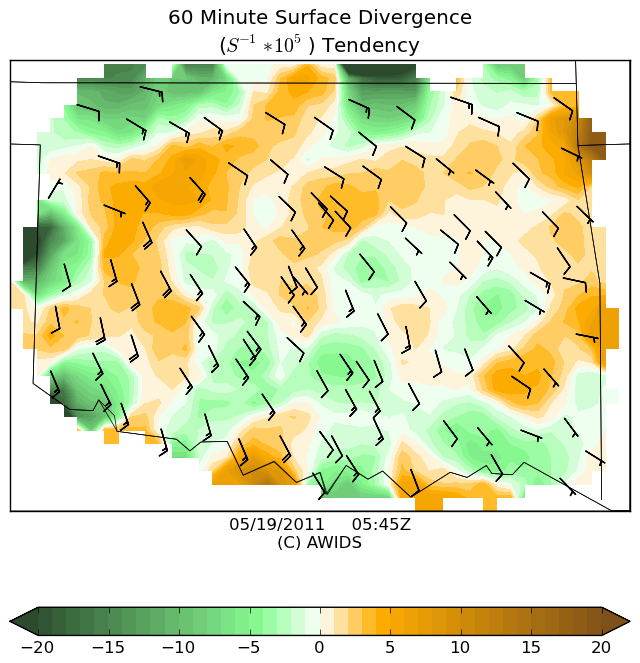 60 Minute Surface Divergence
(S⁻¹ *10⁵ ) Tendency
05/19/2011 05:45Z
(C) AWIDS
−20 −15 −10 −5 0 5 10 15 20